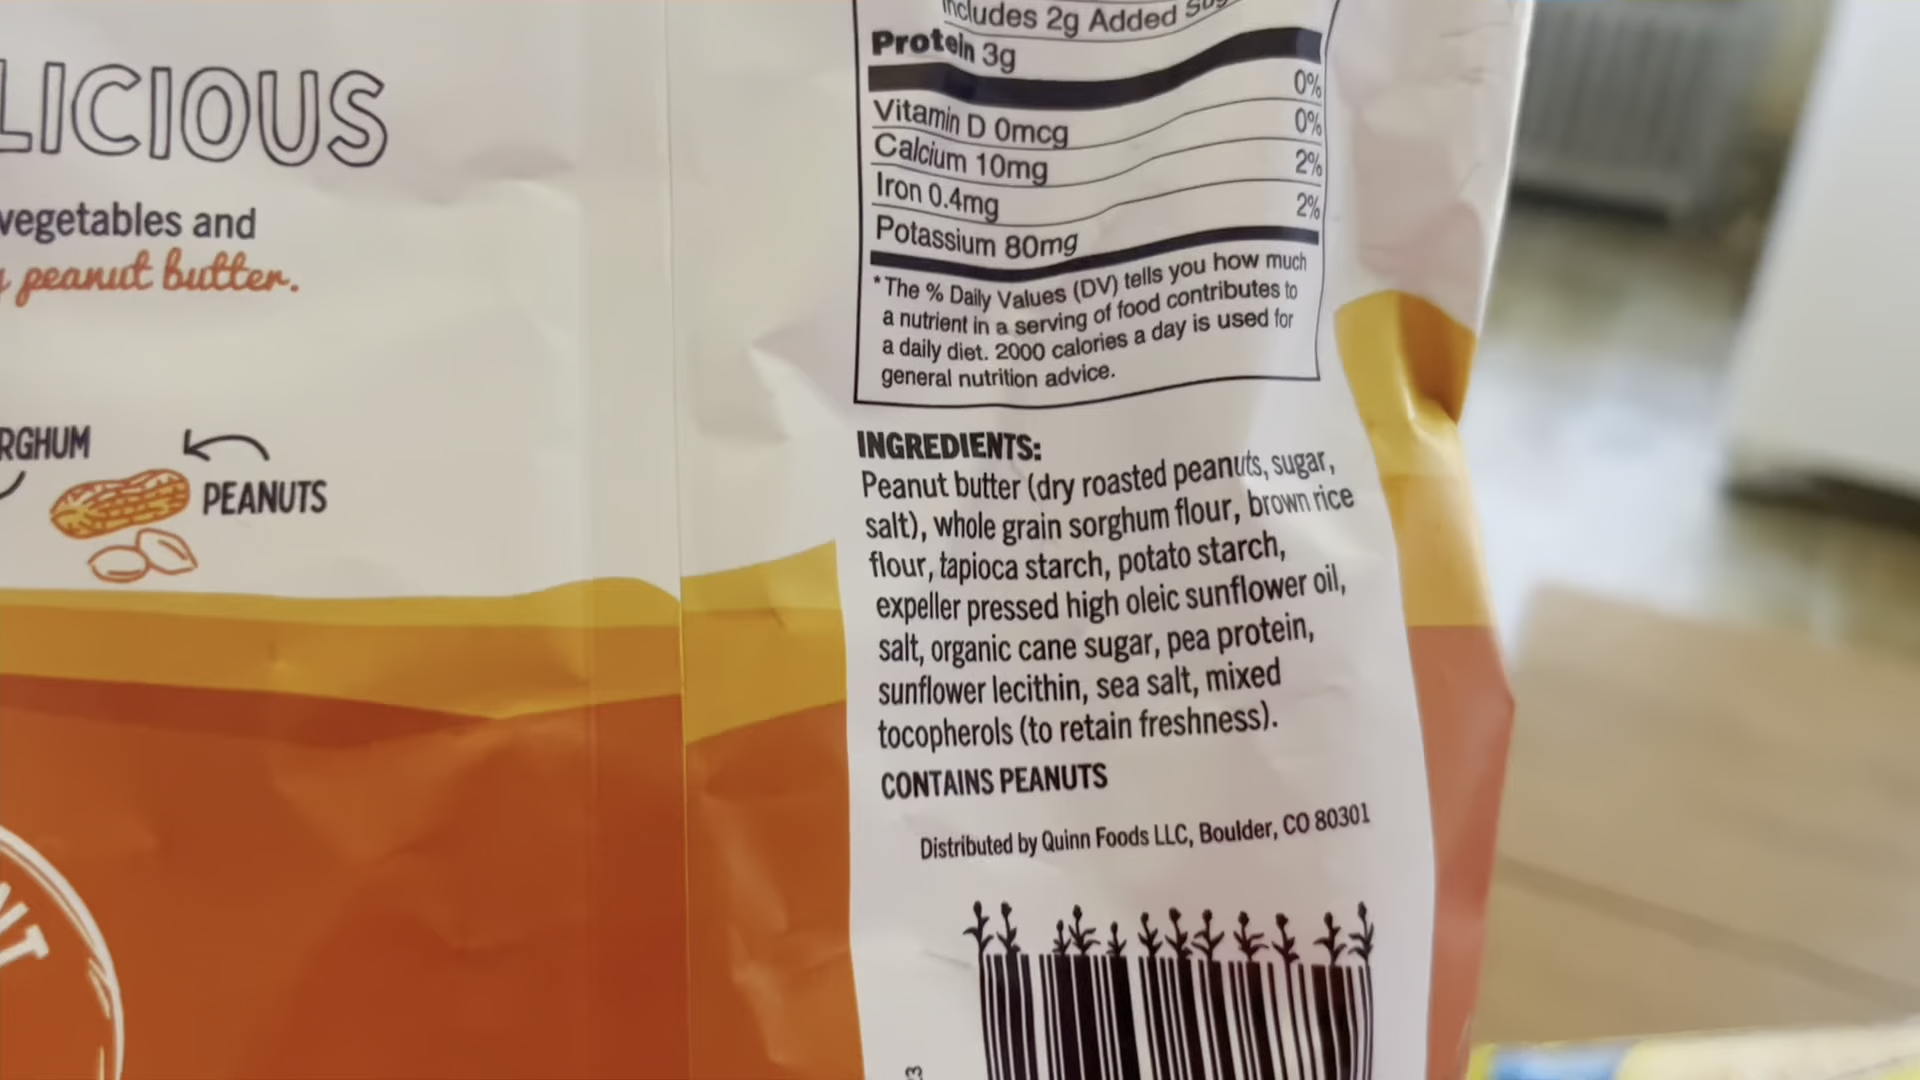 LICIOUS
vegetables and
peanut butter.
RGHUM
PEANUTS
NT
Includes 2g Added
Protein 3g
Vitamin D 0mcg 0%
Calcium 10mg 0%
Iron 0.4mg 2%
Potassium 80mg 2%
*The % Daily Values (DV) tells you how much
a nutrient in a serving of food contributes to
a daily diet. 2000 calories a day is used for
general nutrition advice.
INGREDIENTS:
Peanut butter (dry roasted peanuts, sugar,
salt), whole grain sorghum flour, brown rice
flour, tapioca starch, potato starch,
expeller pressed high oleic sunflower oil,
salt, organic cane sugar, pea protein,
sunflower lecithin, sea salt, mixed
tocopherols (to retain freshness).
CONTAINS PEANUTS
Distributed by Quinn Foods LLC, Boulder, CO 80301
3